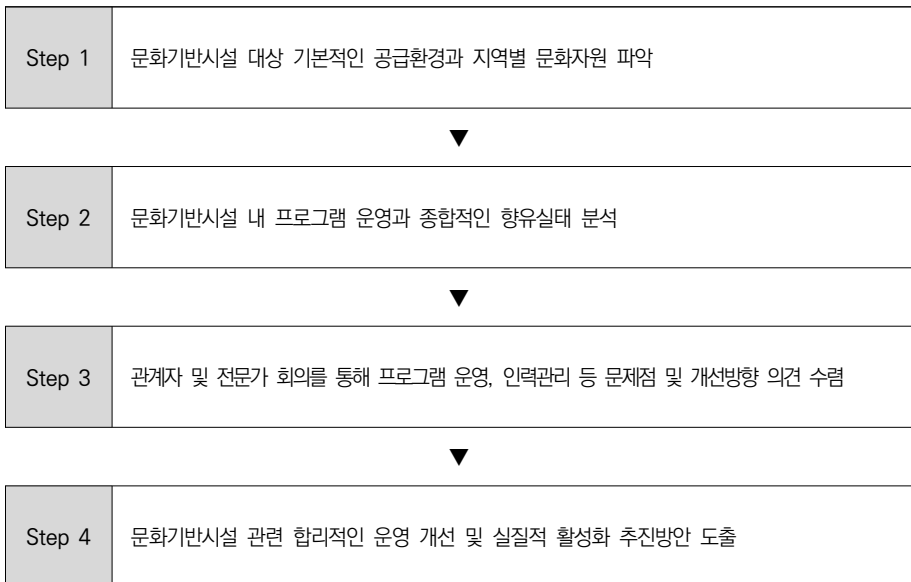 Step 1 문화기반시설 대상 기본적인 공급환경과 지역별 문화자원 파악
▼
Step 2 문화기반시설 내 프로그램 운영과 종합적인 향유실태 분석
▼
Step 3 관계자 및 전문가 회의를 통해 프로그램 운영, 인력관리 등 문제점 및 개선방향 의견 수렴
▼
Step 4 문화기반시설 관련 합리적인 운영 개선 및 실질적 활성화 추진방안 도출